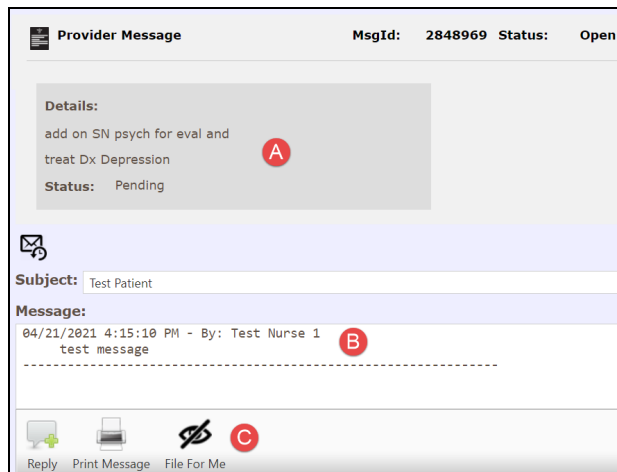 Provider Message MsgId: 2848969 Status: Open
Details:
add on SN psych for eval and
treat Dx Depression
A
Status: Pending
Subject: Test Patient
Message:
04/21/2021 4:15:10 PM - By: Test Nurse 1
B
test message
-----------------------------------------------------------------
C
Reply Print Message File For Me